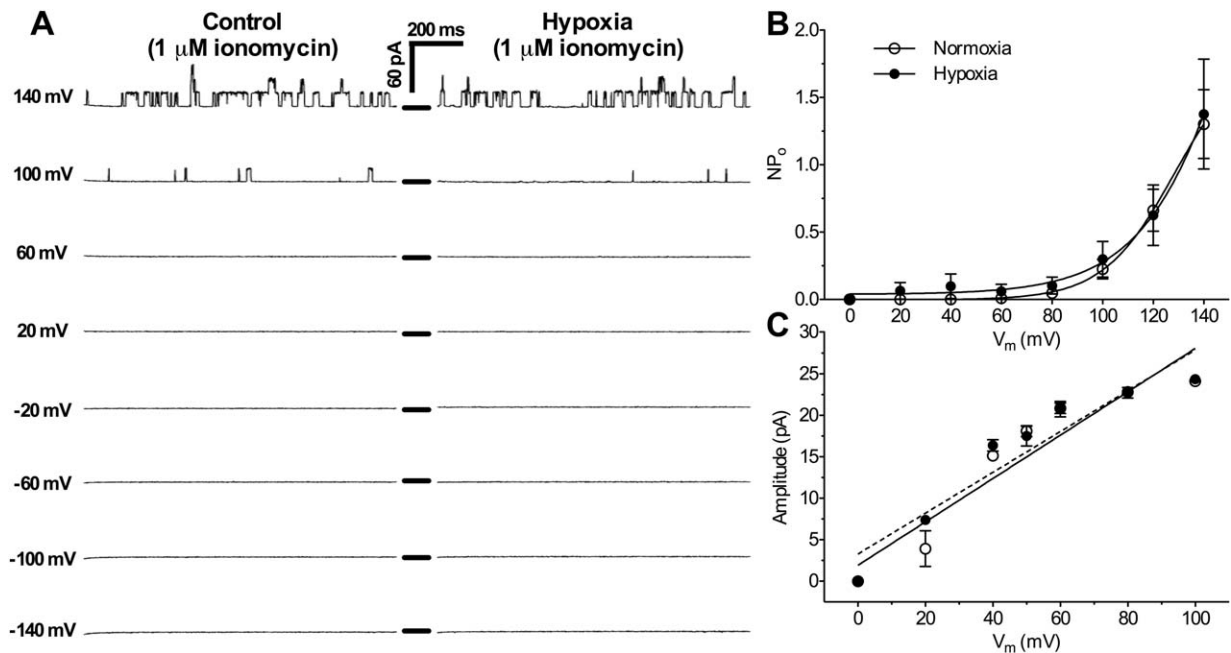 A
Control
(1 μM ionomycin)
200 ms
60 pA
Hypoxia
(1 μM ionomycin)
140 mV
100 mV
60 mV
20 mV
-20 mV
-60 mV
-100 mV
-140 mV
B
Normoxia
Hypoxia
NPo
2.0
1.5
1.0
0.5
0.0
0 20 40 60 80 100 120 140
Vm (mV)
C
Amplitude (pA)
30
25
20
15
10
5
0
0 20 40 60 80 100
Vm (mV)